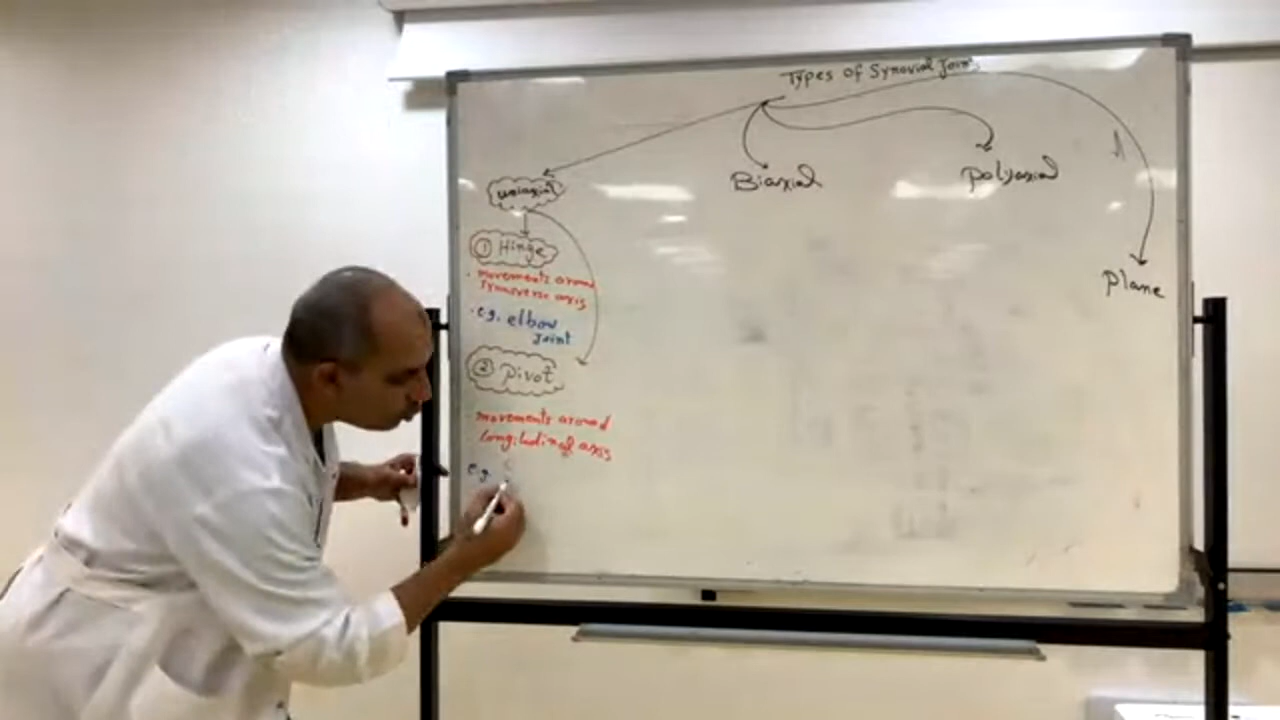 Types of Synovial Joint
uniaxial
Biaxial
Polyaxial
Plane
① Hinge
. movements around
transverse axis
. e.g. elbow
joint
② Pivot
. movements around
longitudinal axis
e.g.